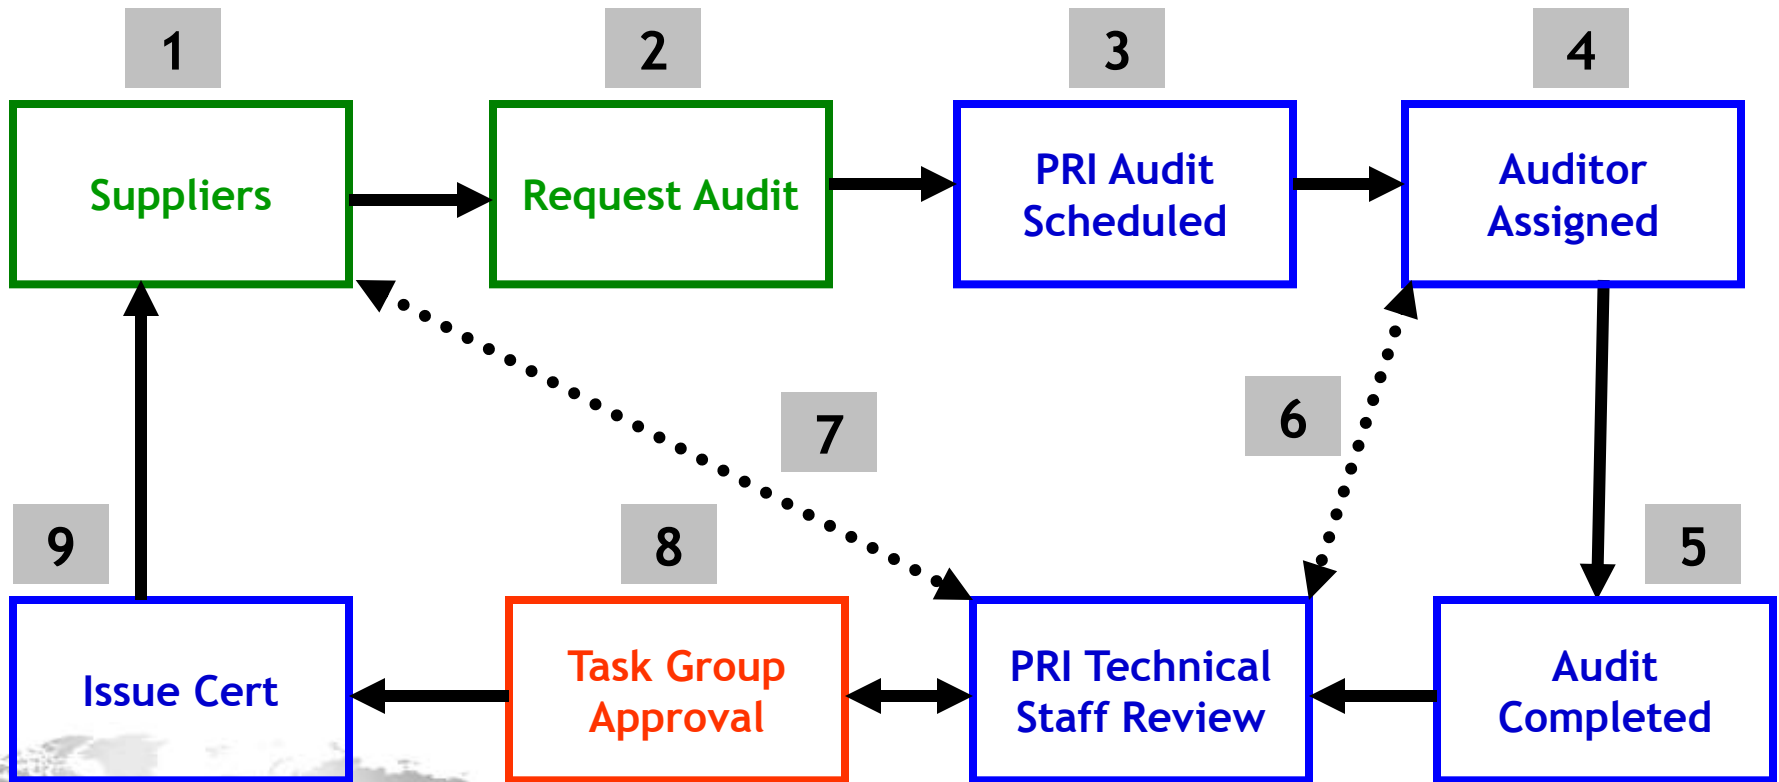 1
2
3
4
Suppliers
Request Audit
PRI Audit
Scheduled
Auditor
Assigned
7
6
9
8
5
Issue Cert
Task Group
Approval
PRI Technical
Staff Review
Audit
Completed